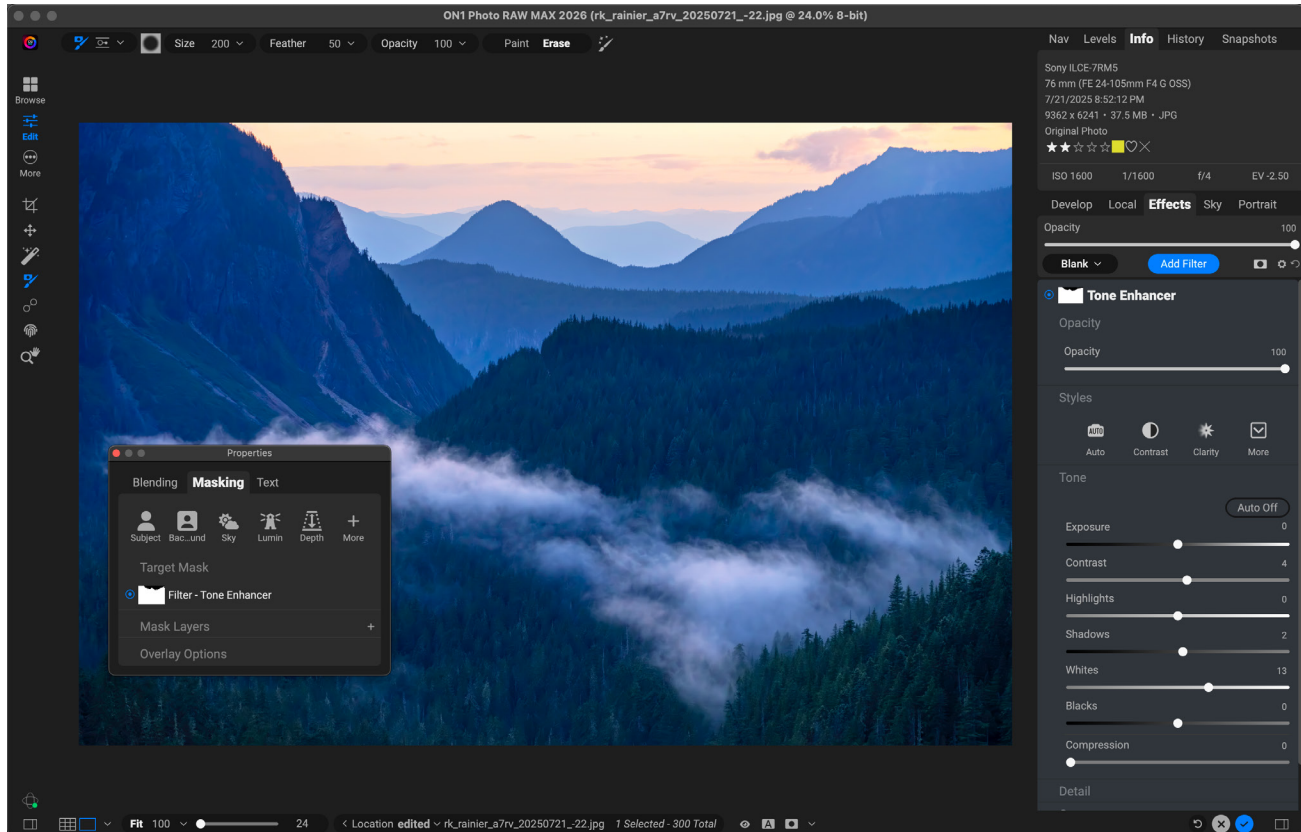 ON1 Photo RAW MAX 2026 (rk_rainier_a7rv_20250721_-22.jpg @ 24.0% 8-bit)
Size 200 Feather 50 Opacity 100 Paint Erase
Nav Levels Info History Snapshots
Browse
Edit
More
Sony ILCE-7RM5
76 mm (FE 24-105mm F4 G OSS)
7/21/2025 8:52:12 PM
9362 x 6241 • 37.5 MB • JPG
Original Photo
ISO 1600 1/1600 f/4 EV -2.50
Develop Local Effects Sky Portrait
Opacity 100
Blank Add Filter
Tone Enhancer
Opacity
Opacity 100
Styles
AUTO
Auto Contrast Clarity More
Tone
Auto Off
Exposure 0
Contrast 4
Highlights 0
Shadows 2
Whites 13
Blacks 0
Compression 0
Detail
Properties
Blending Masking Text
Subject Bac...und Sky Lumin Depth More
Target Mask
Filter - Tone Enhancer
Mask Layers +
Overlay Options
Fit 100 24 < Location edited rk_rainier_a7rv_20250721_-22.jpg 1 Selected - 300 Total A